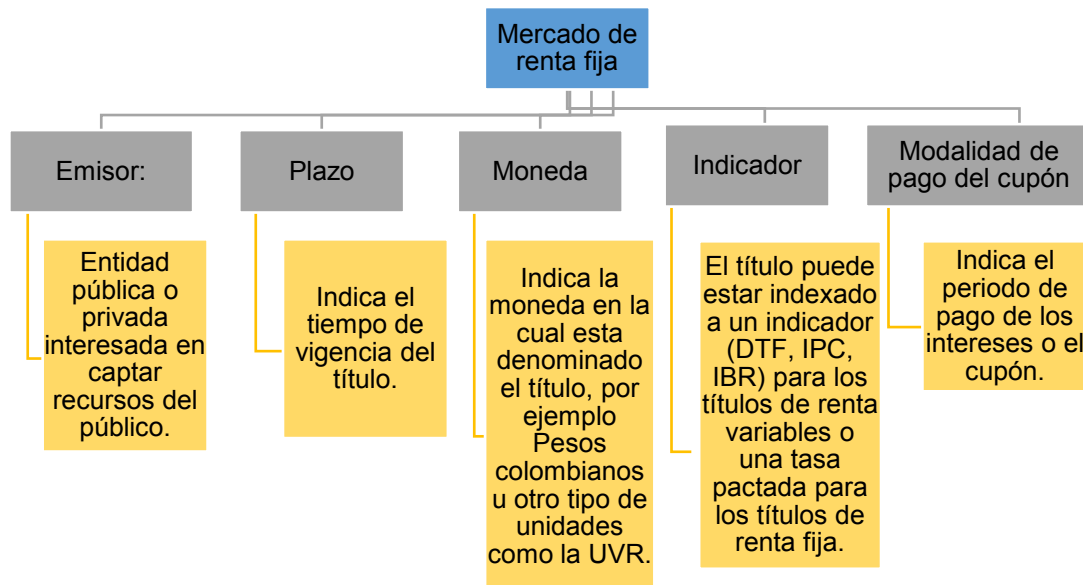 Mercado de
renta fija
Emisor:
Entidad
pública o
privada
interesada en
captar
recursos del
público.
Plazo
Indica el
tiempo de
vigencia del
título.
Moneda
Indica la
moneda en la
cual esta
denominado
el título, por
ejemplo
Pesos
colombianos
u otro tipo de
unidades
como la UVR.
Indicador
El título puede
estar indexado
a un indicador
(DTF, IPC,
IBR) para los
títulos de renta
variables o
una tasa
pactada para
los títulos de
renta fija.
Modalidad de
pago del cupón
Indica el
periodo de
pago de los
intereses o el
cupón.